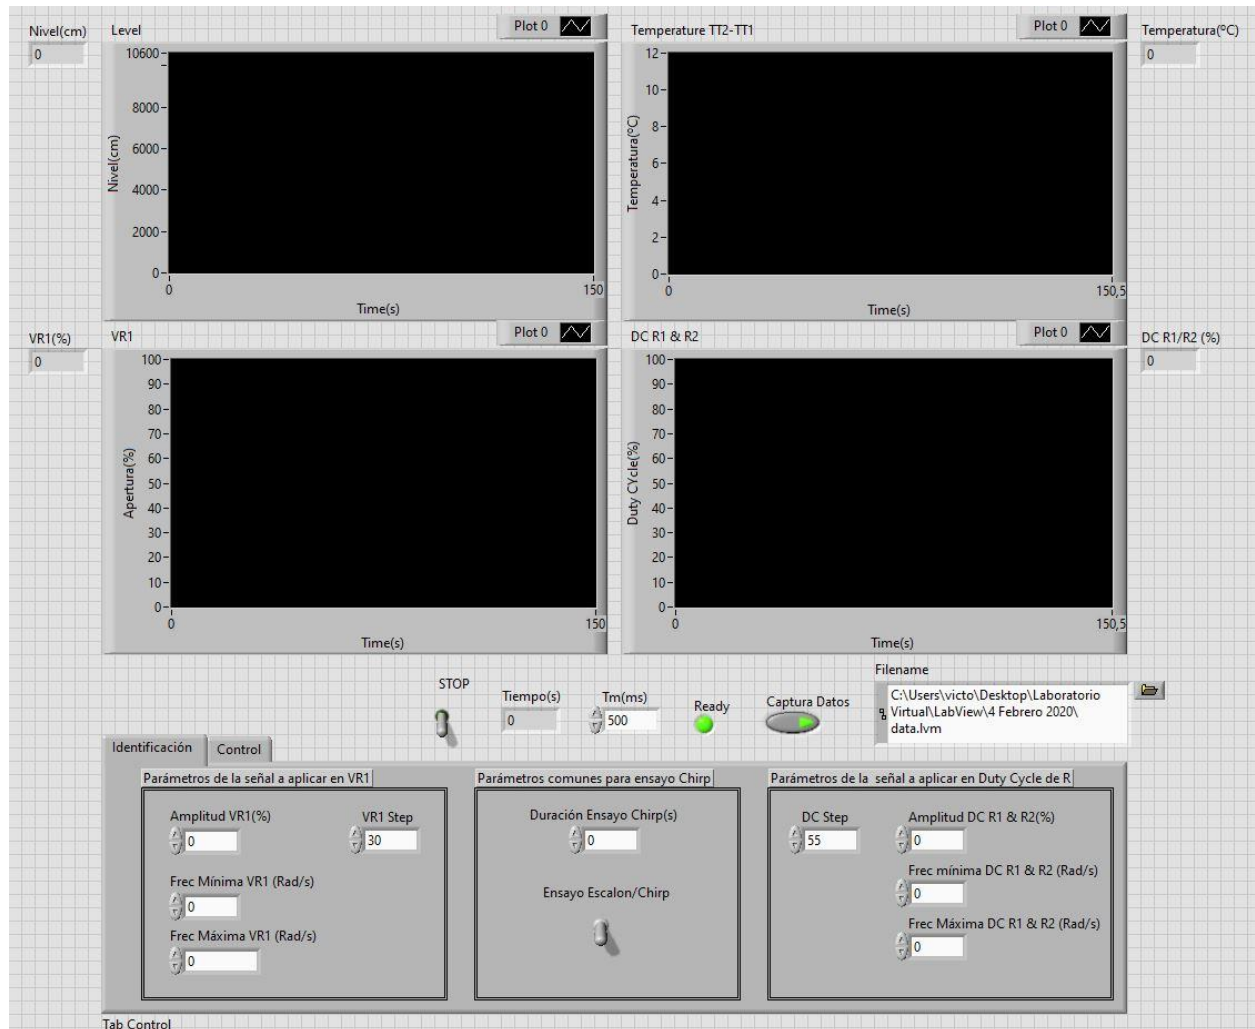 Nivel(cm)
0
Level
Plot 0
10600
8000
6000
4000
2000
0
Nivel(cm)
0
150
Time(s)
Temperature TT2-TT1
Plot 0
12
10
8
6
4
2
0
Temperatura(ºC)
0
150,5
Time(s)
Temperatura(ºC)
0
VR1(%)
0
VR1
Plot 0
100
90
80
70
60
50
40
30
20
10
0
Apertura(%)
0
150
Time(s)
DC R1 & R2
Plot 0
100
90
80
70
60
50
40
30
20
10
0
Duty CYcle(%)
0
150,5
Time(s)
DC R1/R2 (%)
0
STOP
Tiempo(s)
0
Tm(ms)
500
Ready
Captura Datos
Filename
C:\Users\victo\Desktop\Laboratorio
Virtual\LabView\4 Febrero 2020\
data.lvm
Identificación
Control
Parámetros de la señal a aplicar en VR1
Amplitud VR1(%)
0
VR1 Step
30
Frec Mínima VR1 (Rad/s)
0
Frec Máxima VR1 (Rad/s)
0
Parámetros comunes para ensayo Chirp
Duración Ensayo Chirp(s)
0
Ensayo Escalon/Chirp
Parámetros de la señal a aplicar en Duty Cycle de R
DC Step
55
Amplitud DC R1 & R2(%)
0
Frec mínima DC R1 & R2 (Rad/s)
0
Frec Máxima DC R1 & R2 (Rad/s)
0
Tab Control